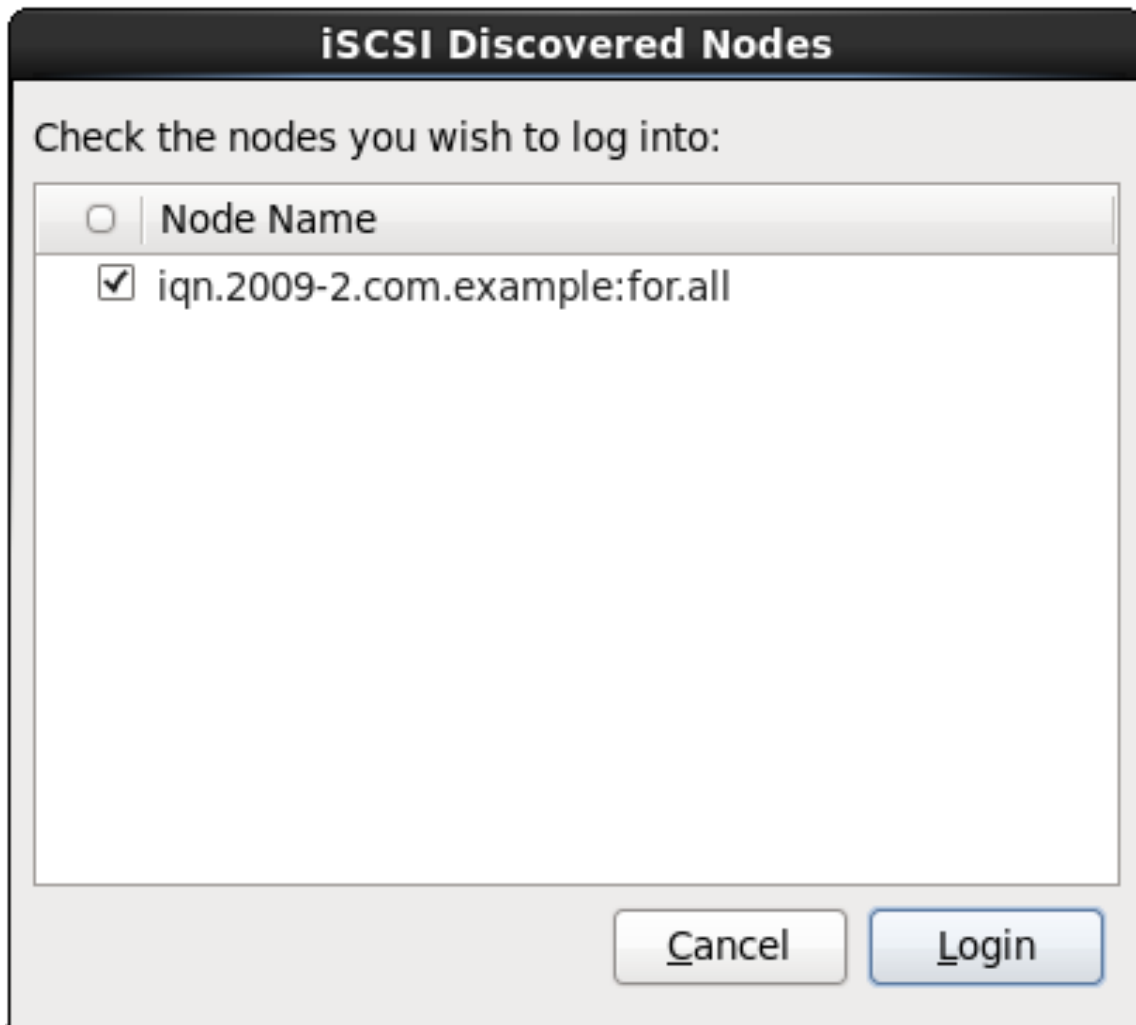 iSCSI Discovered Nodes
Check the nodes you wish to log into:
Node Name
iqn.2009-2.com.example:for.all
Cancel
Login